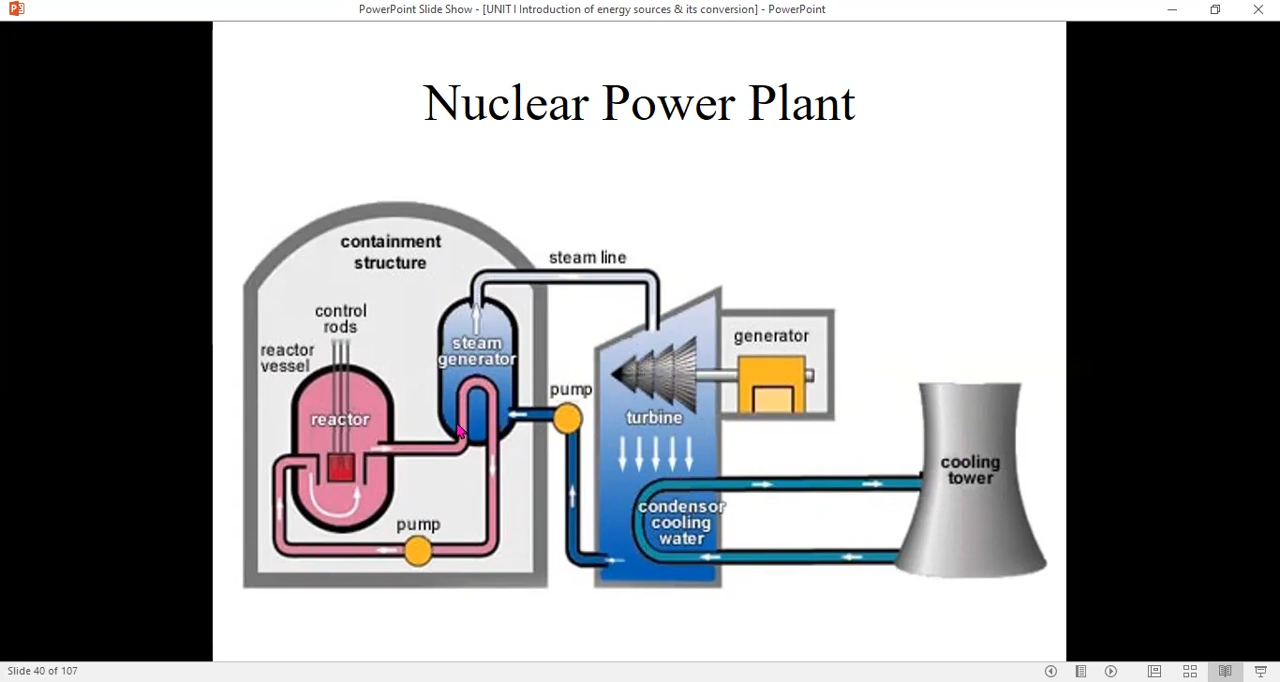 PowerPoint Slide Show - [UNIT I Introduction of energy sources & its conversion] - PowerPoint
Nuclear Power Plant
containment
structure
steam line
control
rods
reactor
vessel
steam
generator
generator
pump
reactor
turbine
cooling
tower
condensor
cooling
water
pump
Slide 40 of 107